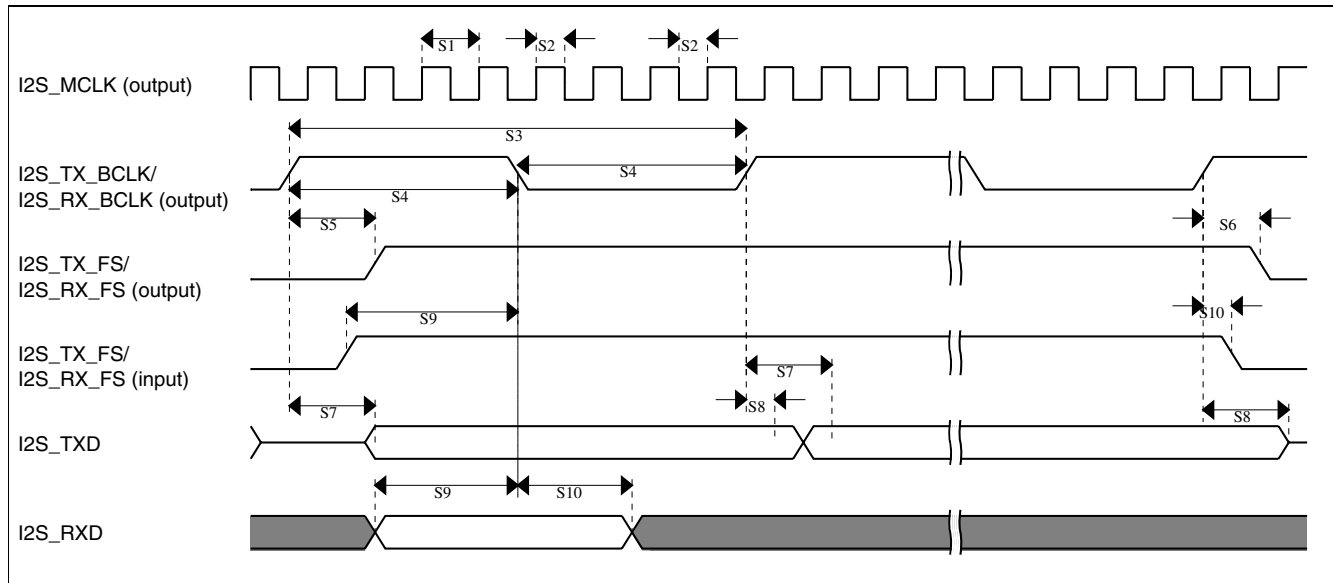 S1
S2
S2
I2S_MCLK (output)
S3
I2S_TX_BCLK/
I2S_RX_BCLK (output)
S4
S4
S5
S6
I2S_TX_FS/
I2S_RX_FS (output)
S9
S10
I2S_TX_FS/
I2S_RX_FS (input)
S7
S7
S8
S8
I2S_TXD
S9
S10
I2S_RXD